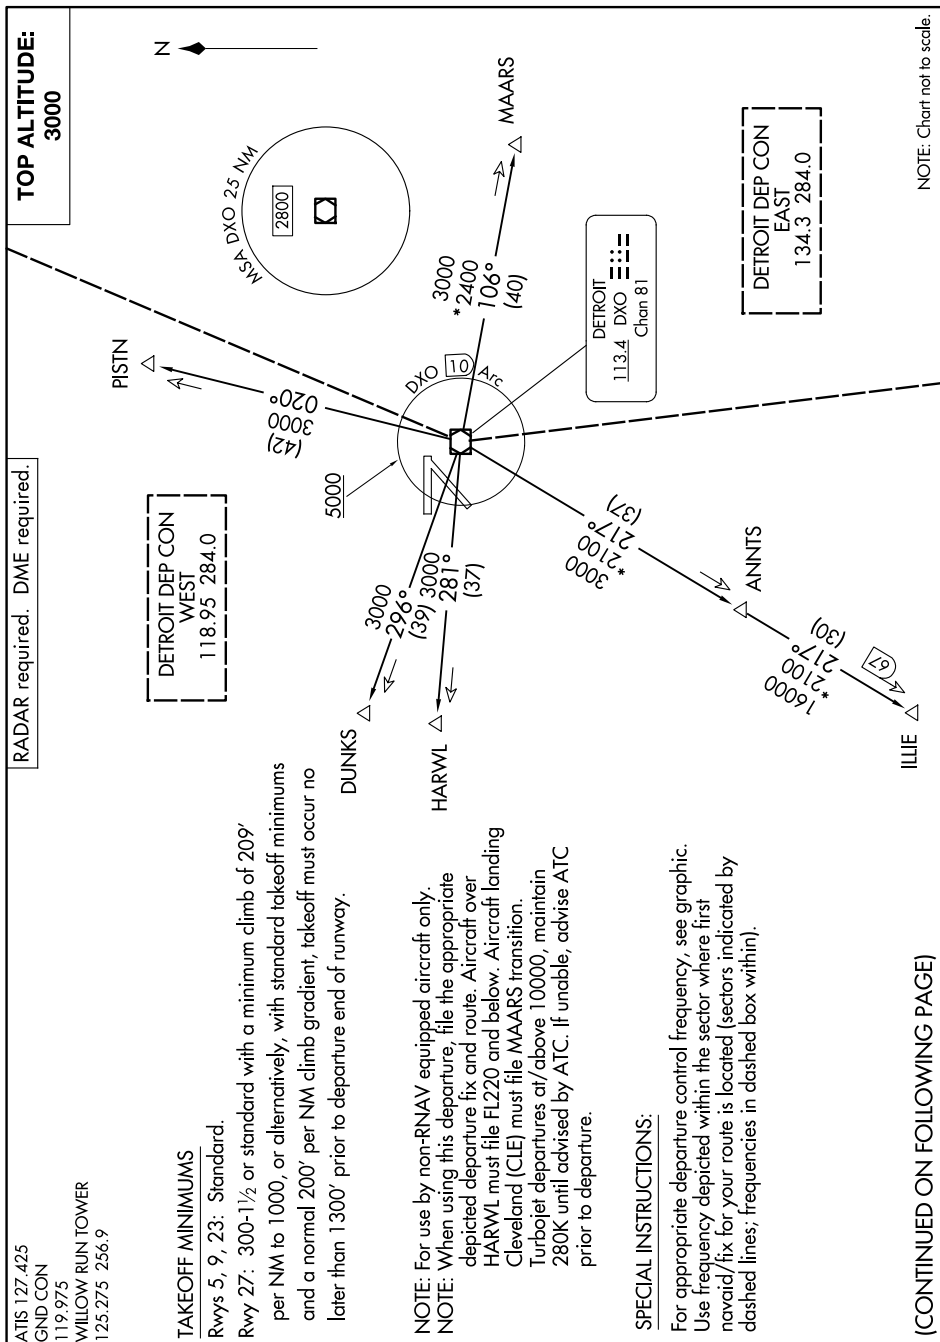 ATIS 127.425
GND CON
119.975
WILLOW RUN TOWER
125.275 256.9
RADAR required. DME required.
TOP ALTITUDE:
3000
TAKEOFF MINIMUMS
Rwys 5, 9, 23: Standard.
Rwy 27: 300-1½ or standard with a minimum climb of 209'
per NM to 1000, or alternatively, with standard takeoff minimums
and a normal 200' per NM climb gradient, takeoff must occur no
later than 1300' prior to departure end of runway.
NOTE: For use by non-RNAV equipped aircraft only.
NOTE: When using this departure, file the appropriate
depicted departure fix and route. Aircraft over
HARWL must file FL220 and below. Aircraft landing
Cleveland (CLE) must file MAARS transition.
Turbojet departures at/above 10000, maintain
280K until advised by ATC. If unable, advise ATC
prior to departure.
SPECIAL INSTRUCTIONS:
For appropriate departure control frequency, see graphic.
Use frequency depicted within the sector where first
navaid/fix for your route is located (sectors indicated by
dashed lines; frequencies in dashed box within).
(CONTINUED ON FOLLOWING PAGE)
DETROIT DEP CON
WEST
118.95 284.0
PISTN
(42)
3000
020°
N
MSA DXO 25 NM
2800
5000
DXO 10 Arc
DUNKS
3000
296°
(39)
HARWL
3000
281°
(37)
3000
*2400
106°
(40)
MAARS
DETROIT
113.4 DXO
Chan 81
3000
*2100
217°
(37)
ANNTS
16000
*2100
217°
(30)
67
ILLIE
DETROIT DEP CON
EAST
134.3 284.0
NOTE: Chart not to scale.